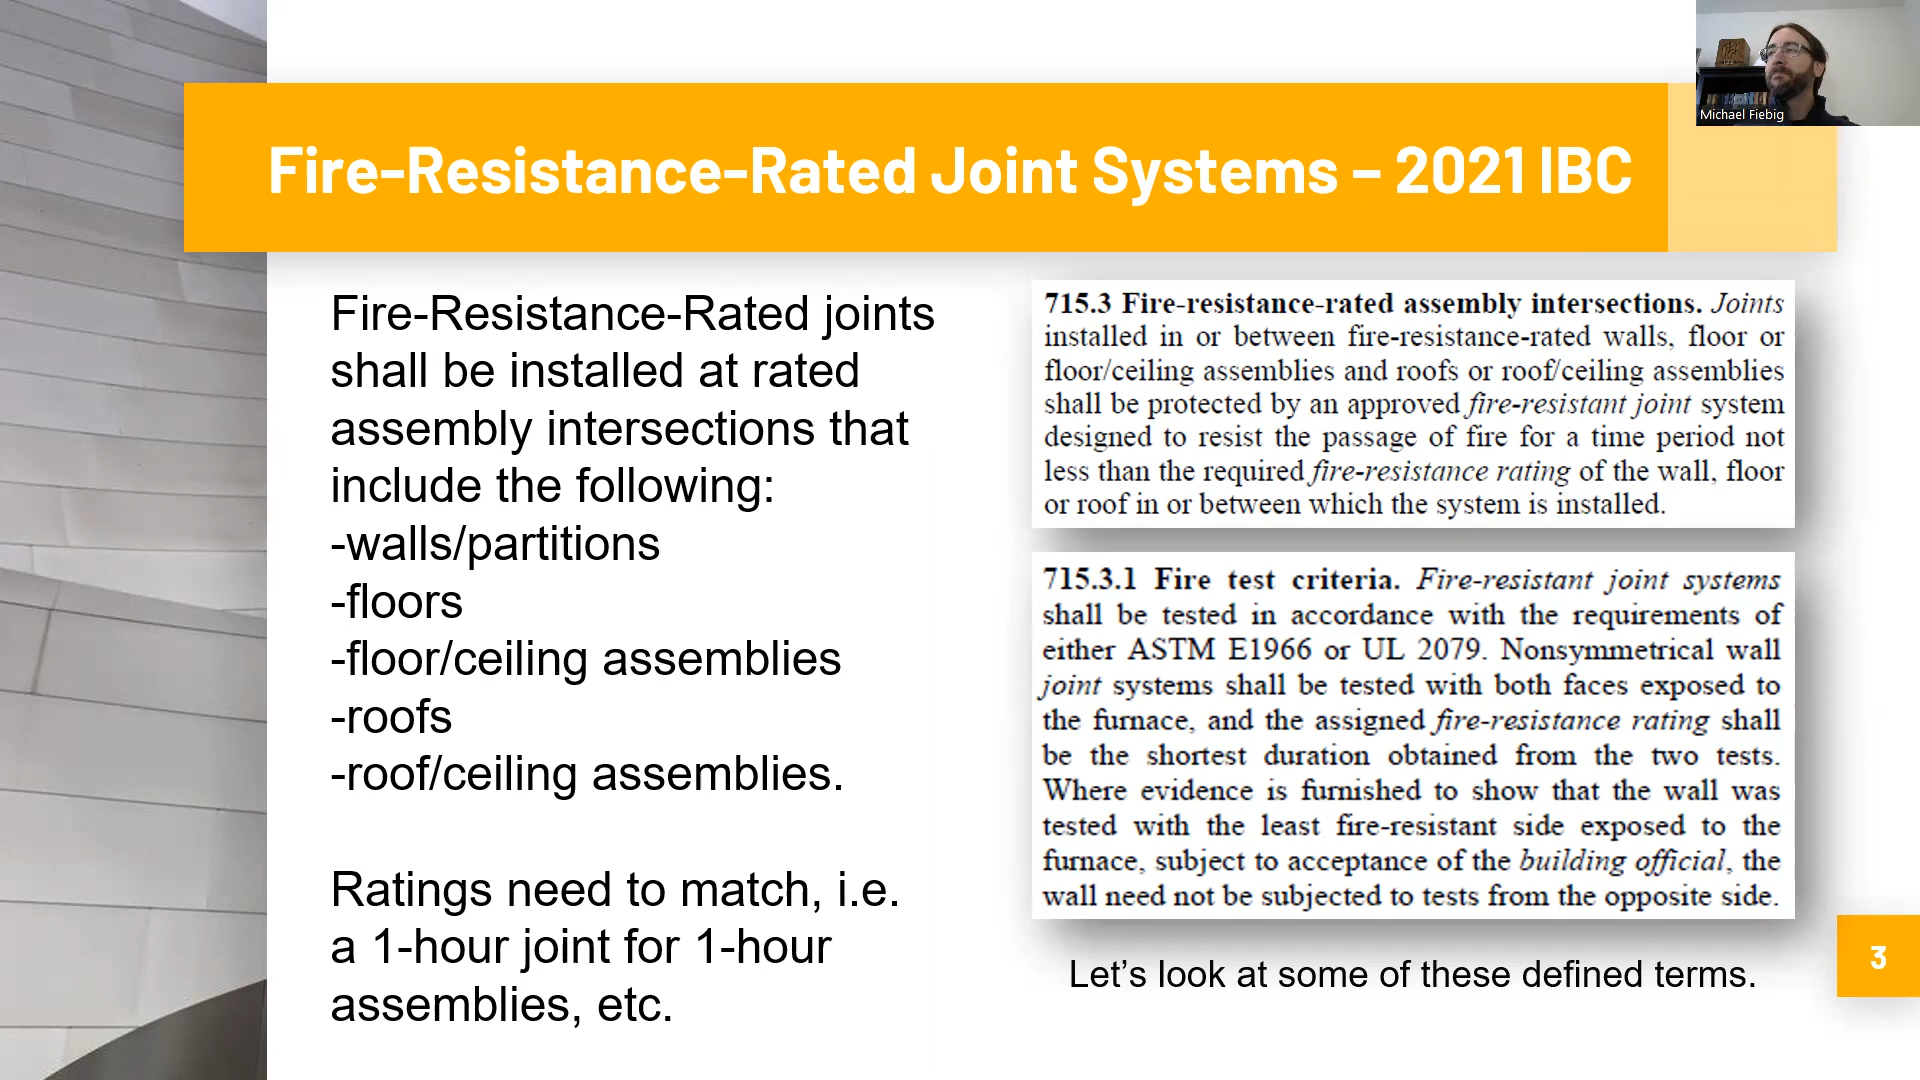 Michael Fiebig
Fire-Resistance-Rated Joint Systems – 2021 IBC
Fire-Resistance-Rated joints
shall be installed at rated
assembly intersections that
include the following:
-walls/partitions
-floors
-floor/ceiling assemblies
-roofs
-roof/ceiling assemblies.
Ratings need to match, i.e.
a 1-hour joint for 1-hour
assemblies, etc.
715.3 Fire-resistance-rated assembly intersections. Joints
installed in or between fire-resistance-rated walls, floor or
floor/ceiling assemblies and roofs or roof/ceiling assemblies
shall be protected by an approved fire-resistant joint system
designed to resist the passage of fire for a time period not
less than the required fire-resistance rating of the wall, floor
or roof in or between which the system is installed.
715.3.1 Fire test criteria. Fire-resistant joint systems
shall be tested in accordance with the requirements of
either ASTM E1966 or UL 2079. Nonsymmetrical wall
joint systems shall be tested with both faces exposed to
the furnace, and the assigned fire-resistance rating shall
be the shortest duration obtained from the two tests.
Where evidence is furnished to show that the wall was
tested with the least fire-resistant side exposed to the
furnace, subject to acceptance of the building official, the
wall need not be subjected to tests from the opposite side.
Let’s look at some of these defined terms.
3